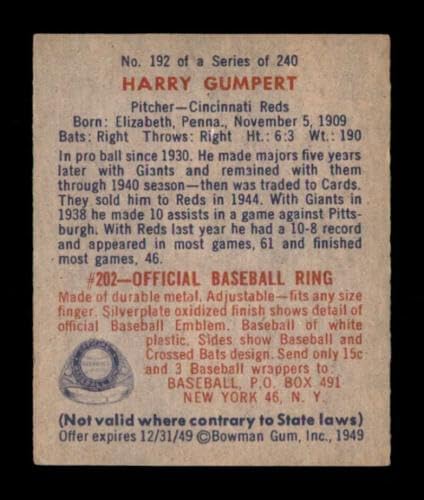 No. 192 of a Series of 240
HARRY GUMPERT
Pitcher—Cincinnati Reds
Born: Elizabeth, Penna., November 5, 1909
Bats: Right Throws: Right Ht.: 6:3 Wt.: 190
In pro ball since 1930. He made majors five years
later with Giants and remained with them
through 1940 season—then was traded to Cards.
They sold him to Reds in 1944. With Giants in
1938 he made 10 assists in a game against Pitts-
burgh. With Reds last year he had a 10-8 record
and appeared in most games, 61 and finished
most games, 46.
#202—OFFICIAL BASEBALL RING
Made of durable metal. Adjustable—fits any size
finger. Silverplate oxidized finish shows detail of
official Baseball Emblem. Baseball of white
plastic. Sides show Baseball and
Crossed Bats design. Send only 15c
and 3 Baseball wrappers to:
BASEBALL, P.O. BOX 491
NEW YORK 46, N. Y.
(Not valid where contrary to State laws)
Offer expires 12/31/49 ©Bowman Gum, Inc., 1949